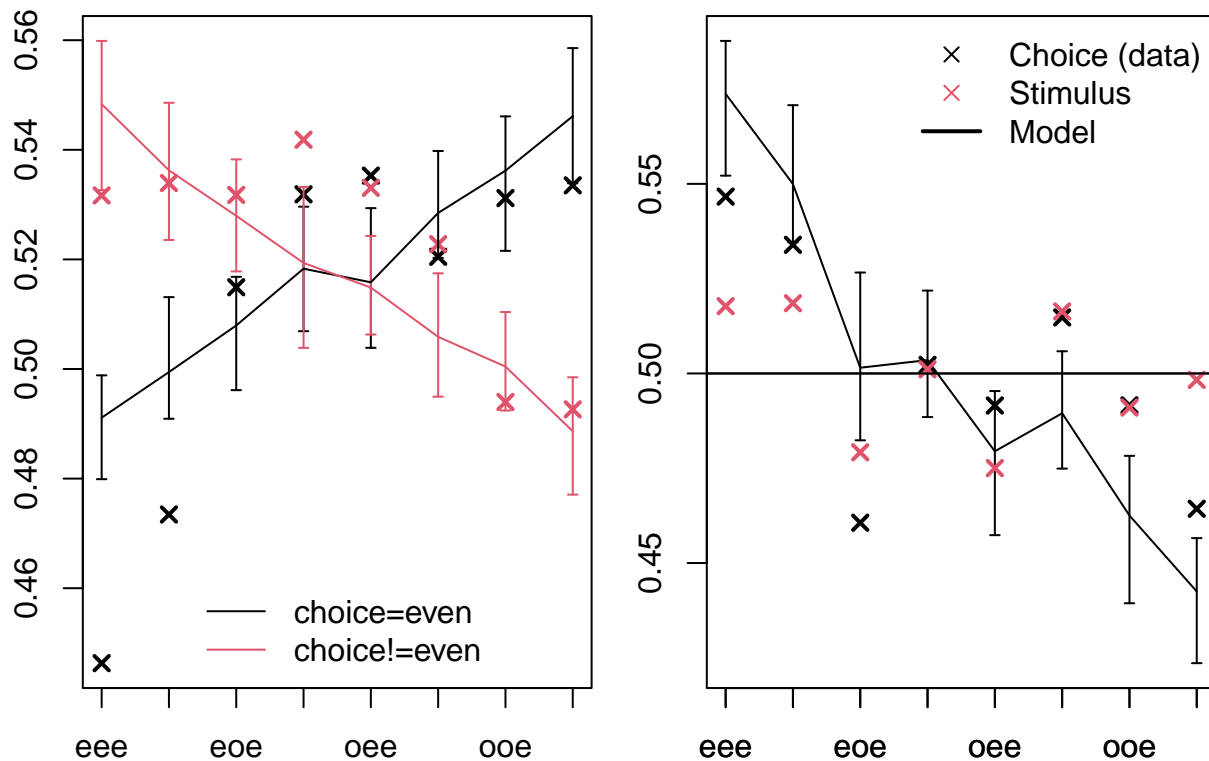 0.56
0.54
0.52
0.50
0.48
0.46
choice=even
choice!=even
eee
eoe
oee
ooe
Choice (data)
Stimulus
Model
0.55
0.50
0.45
eee
eoe
oee
ooe